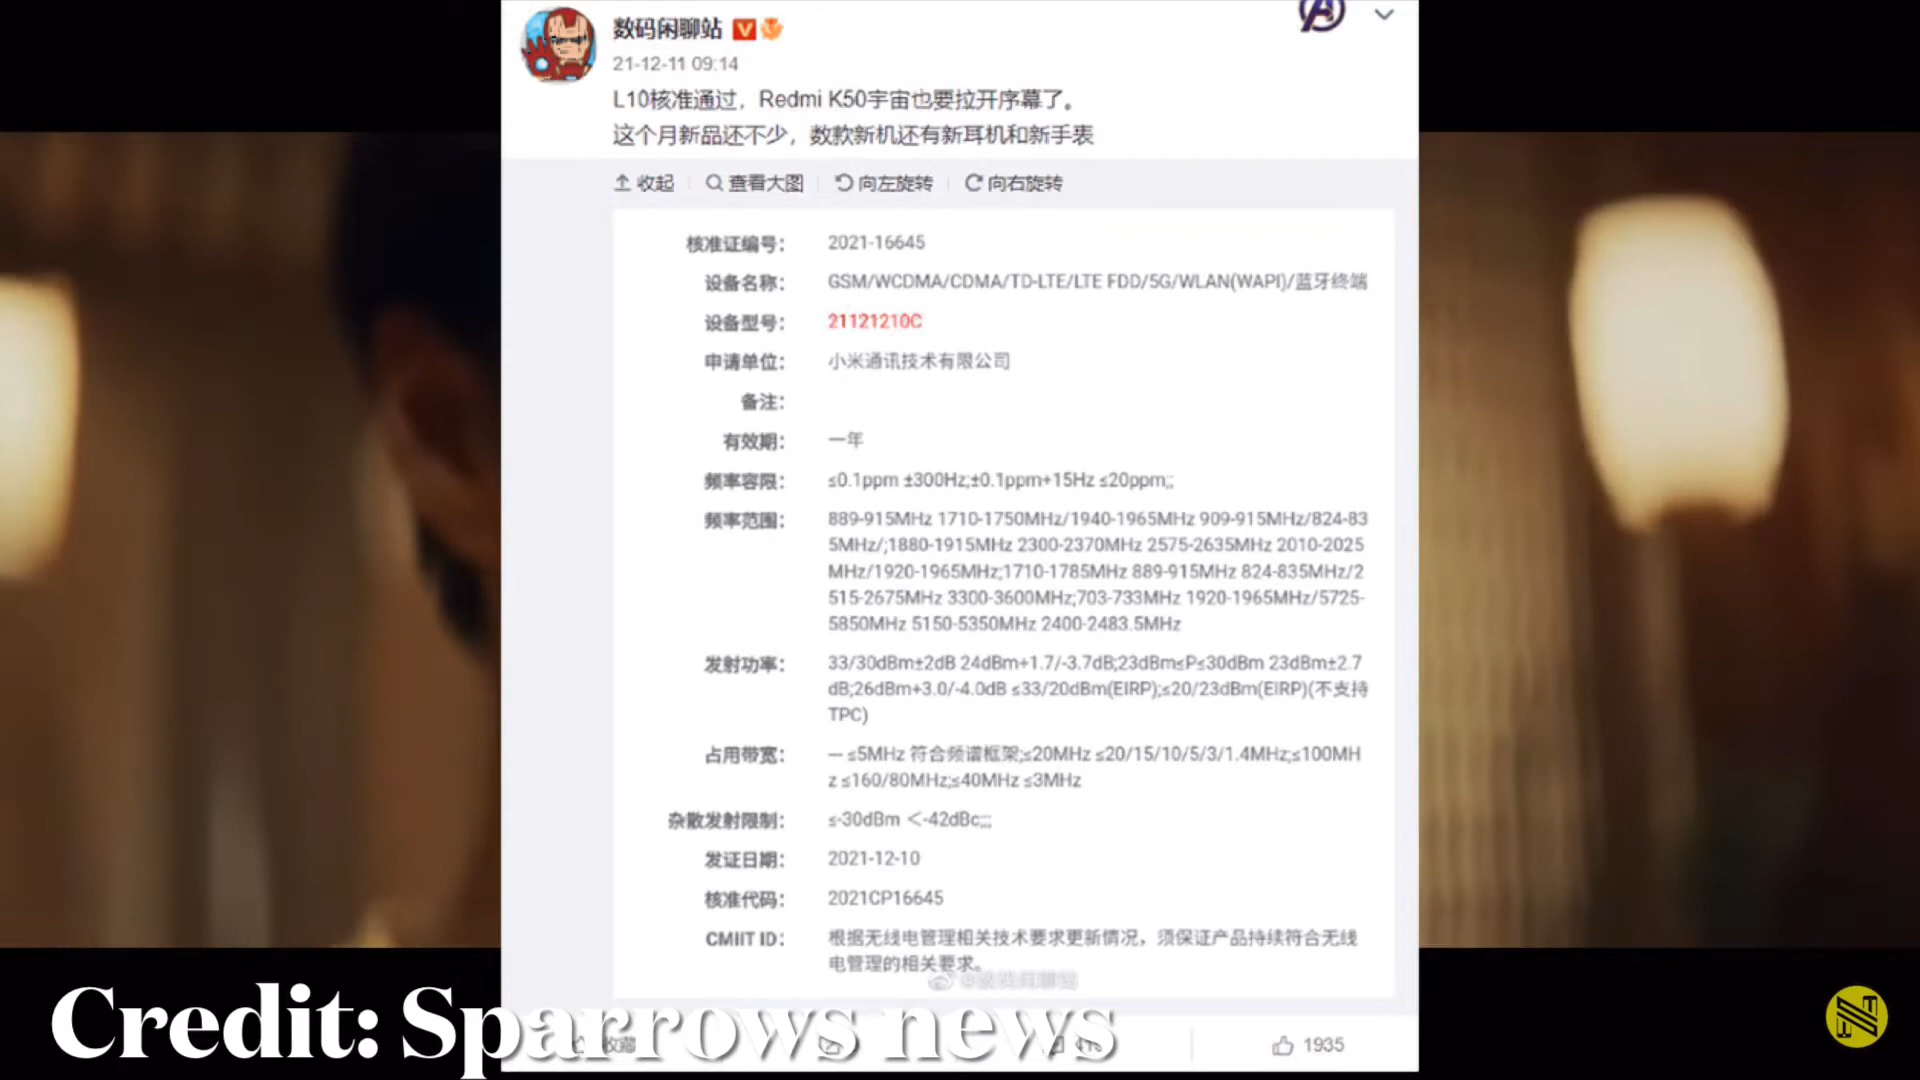 数码闲聊站
21-12-11 09:14
L10核准通过，Redmi K50宇宙也要拉开序幕了。
这个月新品还不少，数款新机还有新耳机和新手表
收起 查看大图 向左旋转 向右旋转
核准证编号： 2021-16645
设备名称： GSM/WCDMA/CDMA/TD-LTE/LTE FDD/5G/WLAN(WAPI)/蓝牙终端
设备型号： 21121210C
申请单位： 小米通讯技术有限公司
备注：
有效期： 一年
频率容限： ≤0.1ppm ±300Hz;±0.1ppm+15Hz ≤20ppm;;
频率范围： 889-915MHz 1710-1750MHz/1940-1965MHz 909-915MHz/824-83
5MHz/;1880-1915MHz 2300-2370MHz 2575-2635MHz 2010-2025
MHz/1920-1965MHz;1710-1785MHz 889-915MHz 824-835MHz/2
515-2675MHz 3300-3600MHz;703-733MHz 1920-1965MHz/5725-
5850MHz 5150-5350MHz 2400-2483.5MHz
发射功率： 33/30dBm±2dB 24dBm+1.7/-3.7dB;23dBm≤P≤30dBm 23dBm±2.7
dB;26dBm+3.0/-4.0dB ≤33/20dBm(EIRP);≤20/23dBm(EIRP)(不支持
TPC)
占用带宽： — ≤5MHz 符合频谱框架;≤20MHz ≤20/15/10/5/3/1.4MHz;≤100MH
z ≤160/80MHz;≤40MHz ≤3MHz
杂散发射限制： ≤-30dBm ＜-42dBc;;;
发证日期： 2021-12-10
核准代码： 2021CP16645
CMIIT ID： 根据无线电管理相关技术要求更新情况，须保证产品持续符合无线
电管理的相关要求。
收藏 1935
Credit: Sparrows news